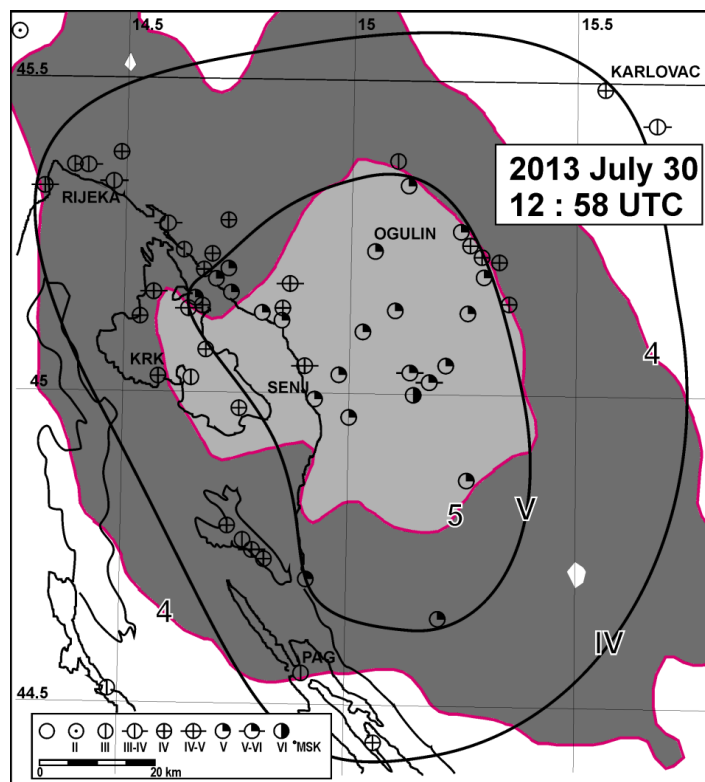 14.5 15 15.5
45.5
KARLOVAC
2013 July 30
12 : 58 UTC
RIJEKA
OGULIN
4
KRK
45
SENJ
5
V
4
IV
PAG
44.5
II III III-IV IV IV-V V V-VI VI °MSK
0 20 km